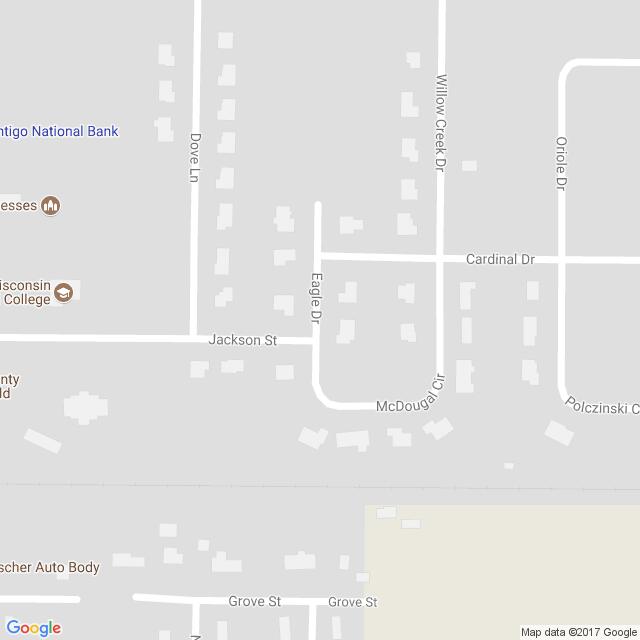 Willow Creek Dr
ntigo National Bank
Dove Ln
Oriole Dr
esses
Cardinal Dr
isconsin
College
Eagle Dr
Jackson St
nty
ld
McDougal Cir
Polczinski C
scher Auto Body
Grove St
Grove St
N
Google
Map data ©2017 Google